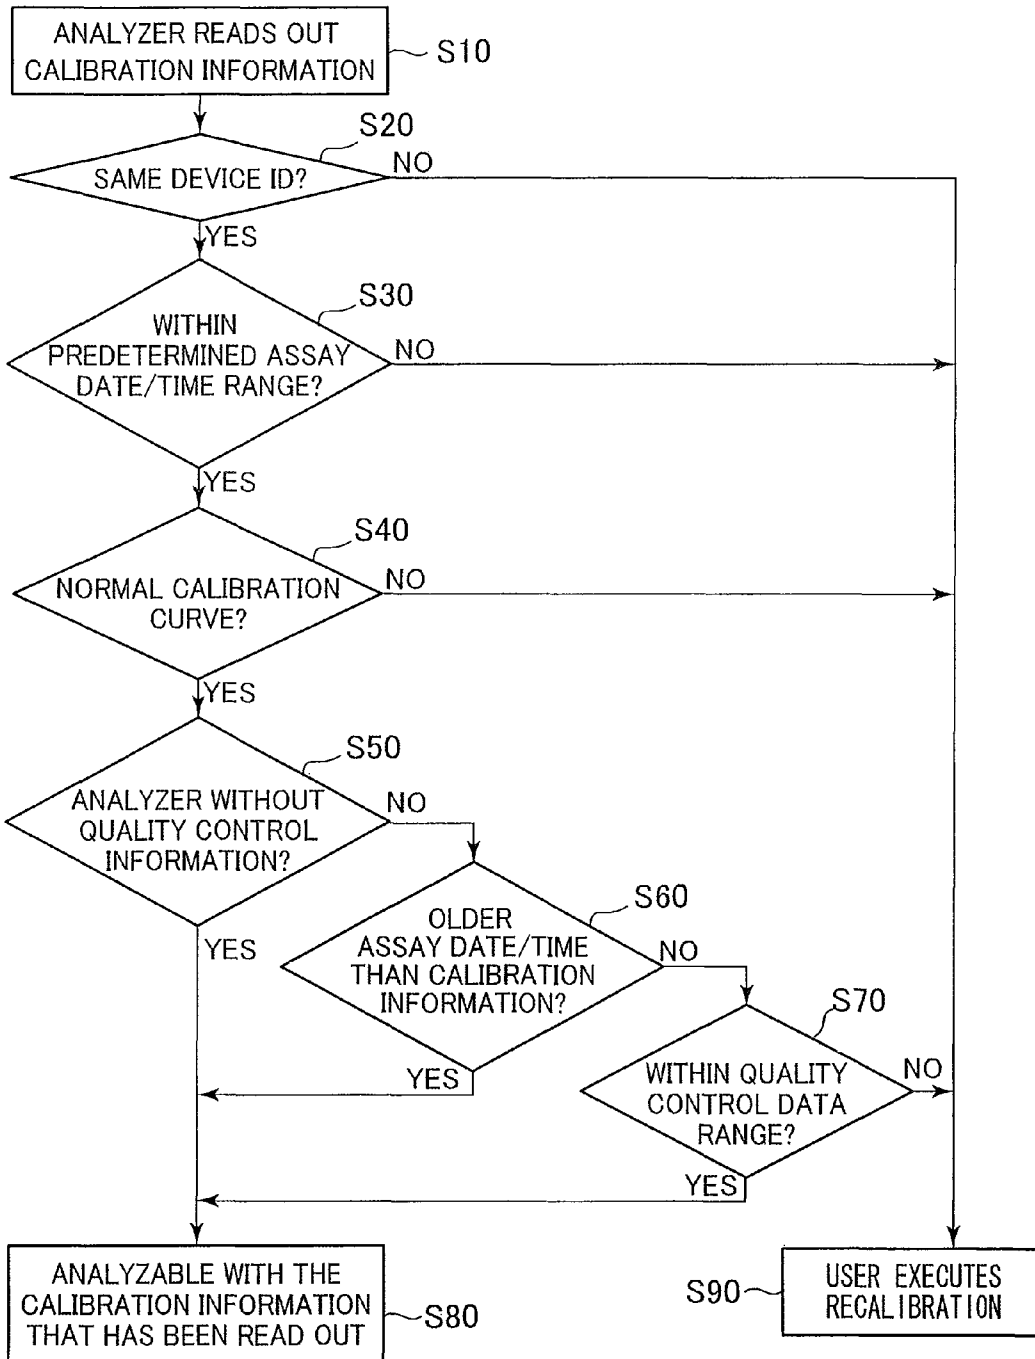 ANALYZER READS OUT
CALIBRATION INFORMATION
S10
S20
SAME DEVICE ID?
NO
YES
S30
WITHIN
PREDETERMINED ASSAY
DATE/TIME RANGE?
NO
YES
S40
NORMAL CALIBRATION
CURVE?
NO
YES
S50
ANALYZER WITHOUT
QUALITY CONTROL
INFORMATION?
NO
YES
S60
OLDER
ASSAY DATE/TIME
THAN CALIBRATION
INFORMATION?
NO
YES
S70
WITHIN QUALITY
CONTROL DATA
RANGE?
NO
YES
ANALYZABLE WITH THE
CALIBRATION INFORMATION
THAT HAS BEEN READ OUT
S80
S90
USER EXECUTES
RECALIBRATION